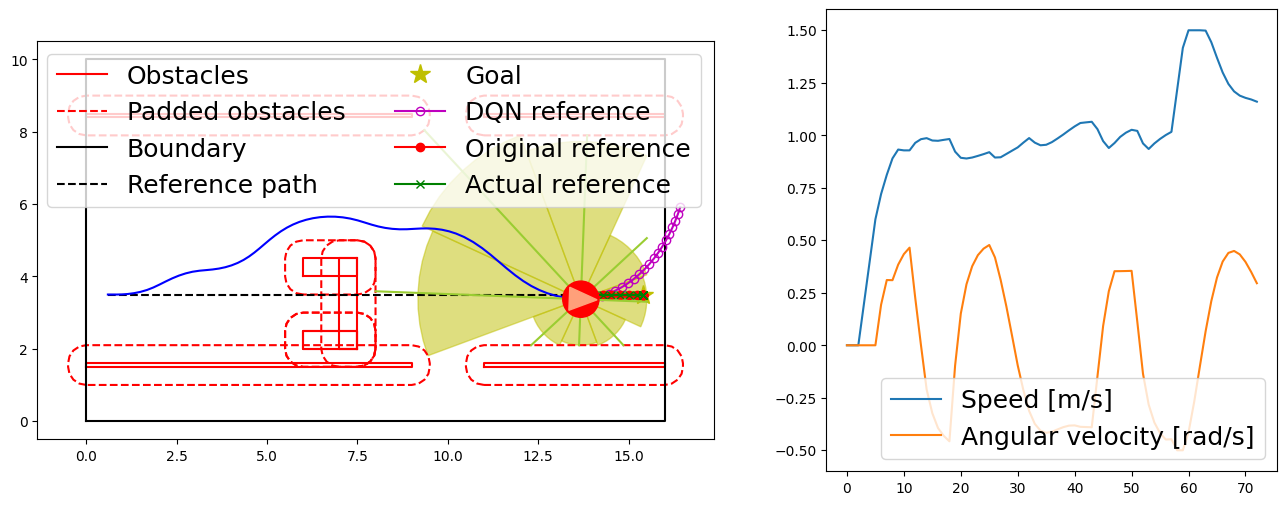 Obstacles
Padded obstacles
Boundary
Reference path
Goal
DQN reference
Original reference
Actual reference
10
8
6
4
2
0
0.0 2.5 5.0 7.5 10.0 12.5 15.0
1.50
1.25
1.00
0.75
0.50
0.25
0.00
−0.25
−0.50
Speed [m/s]
Angular velocity [rad/s]
0 10 20 30 40 50 60 70